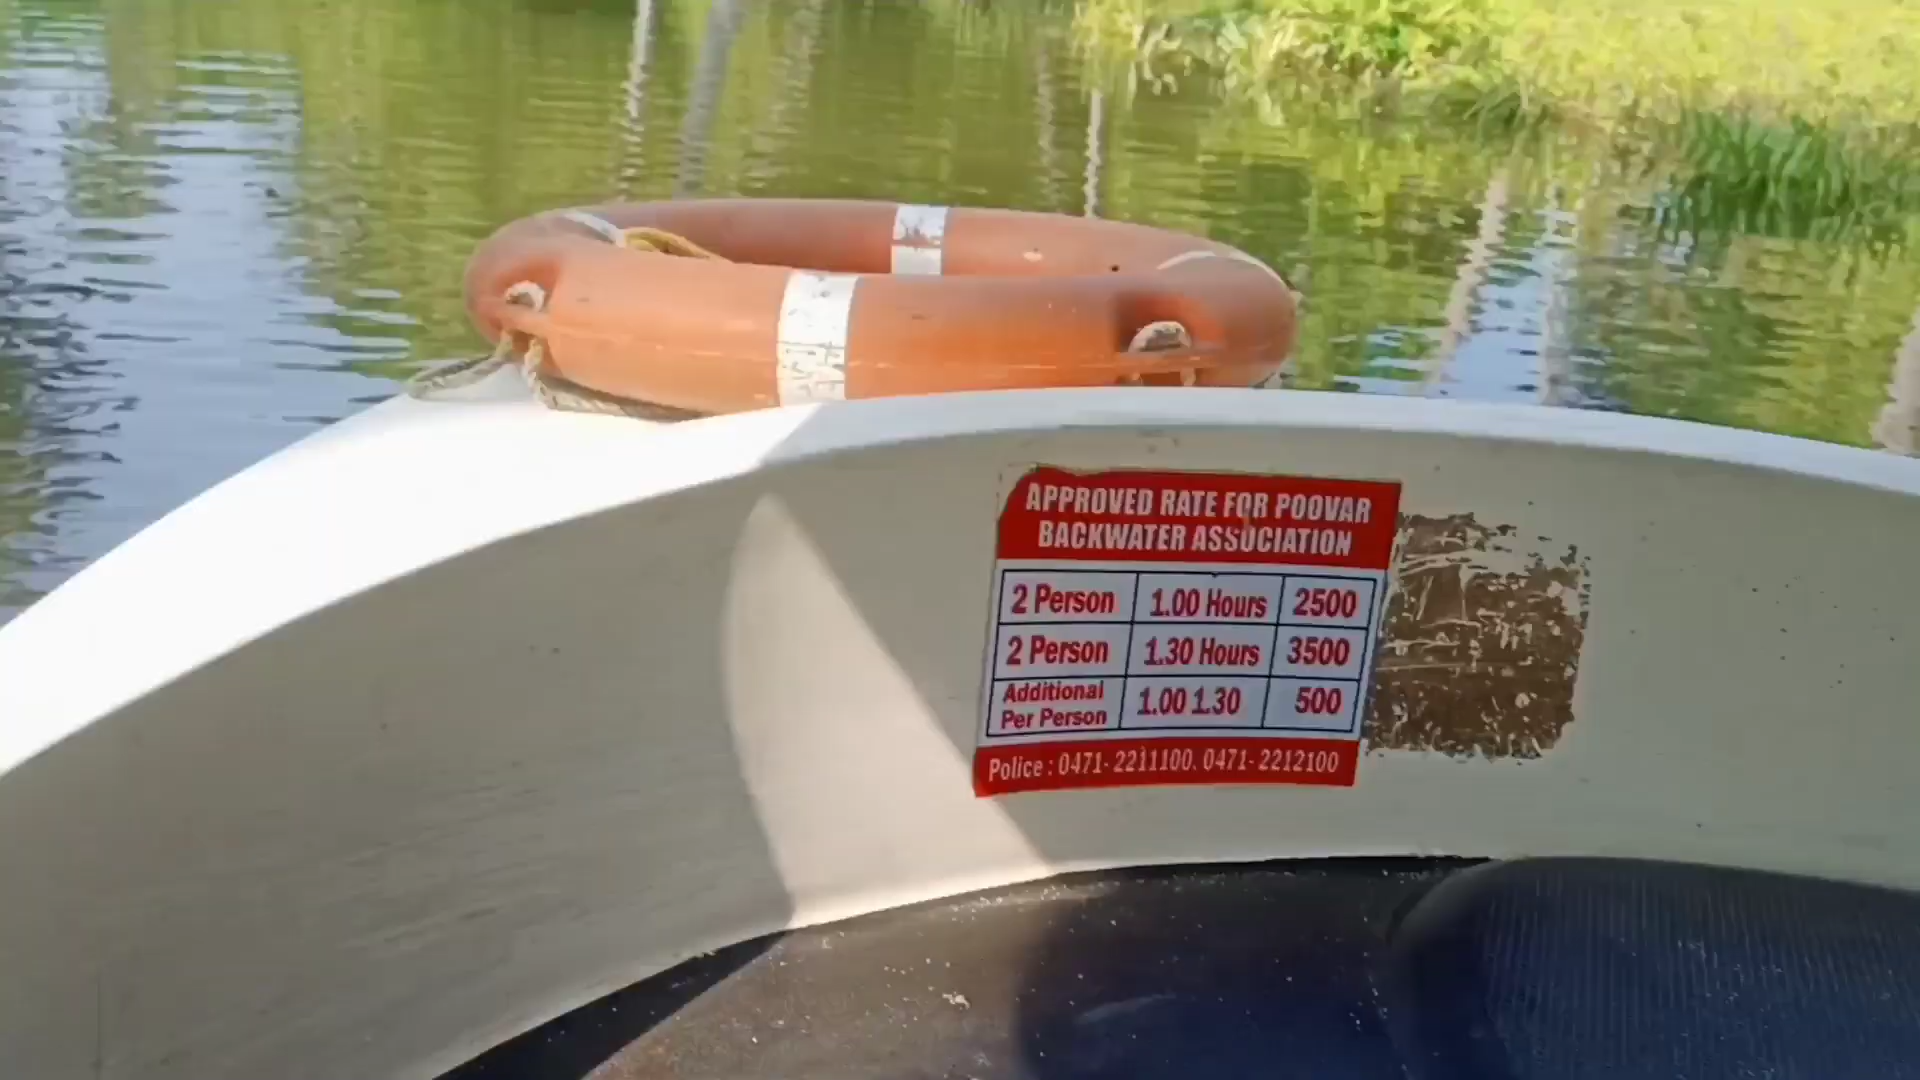 APPROVED RATE FOR POOVAR
BACKWATER ASSOCIATION
2 Person 1.00 Hours 2500
2 Person 1.30 Hours 3500
Additional
Per Person 1.00 1.30 500
Police : 0471- 2211100. 0471- 2212100